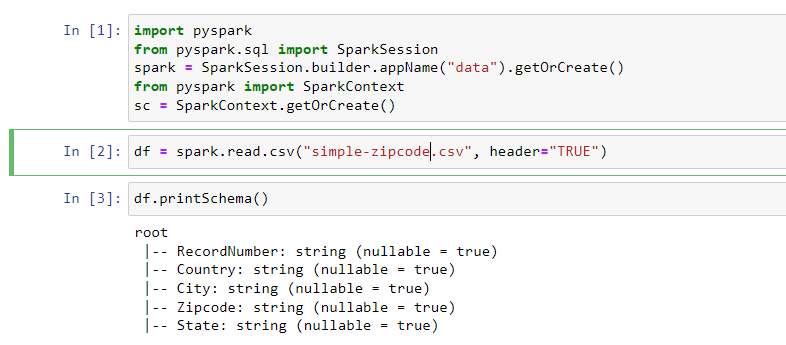 In [1]: import pyspark
from pyspark.sql import SparkSession
spark = SparkSession.builder.appName("data").getOrCreate()
from pyspark import SparkContext
sc = SparkContext.getOrCreate()
In [2]: df = spark.read.csv("simple-zipcode.csv", header="TRUE")
In [3]: df.printSchema()
root
|-- RecordNumber: string (nullable = true)
|-- Country: string (nullable = true)
|-- City: string (nullable = true)
|-- Zipcode: string (nullable = true)
|-- State: string (nullable = true)